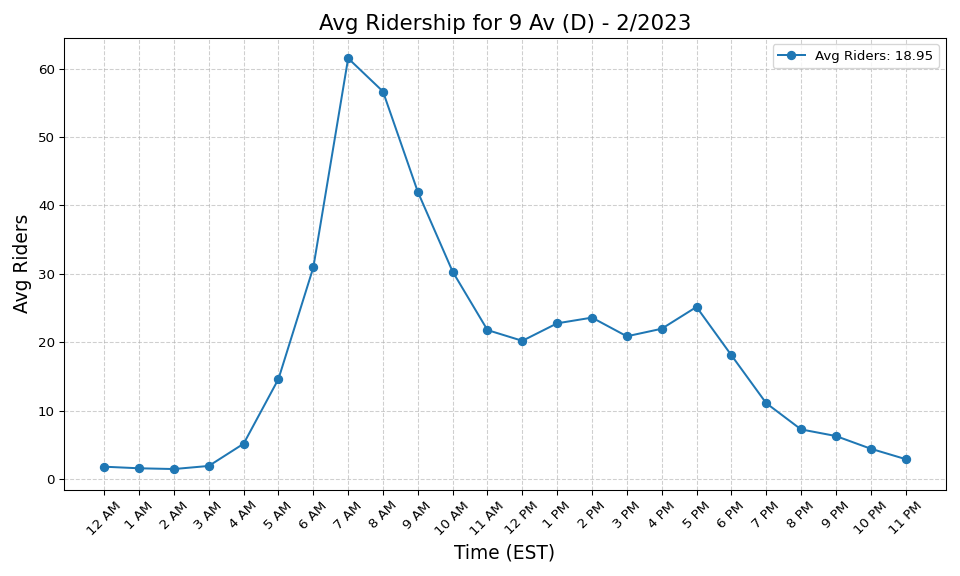 Avg Ridership for 9 Av (D) - 2/2023
Avg Riders: 18.95
Avg Riders
60
50
40
30
20
10
0
12 AM
1 AM
2 AM
3 AM
4 AM
5 AM
6 AM
7 AM
8 AM
9 AM
10 AM
11 AM
12 PM
1 PM
2 PM
3 PM
4 PM
5 PM
6 PM
7 PM
8 PM
9 PM
10 PM
11 PM
Time (EST)